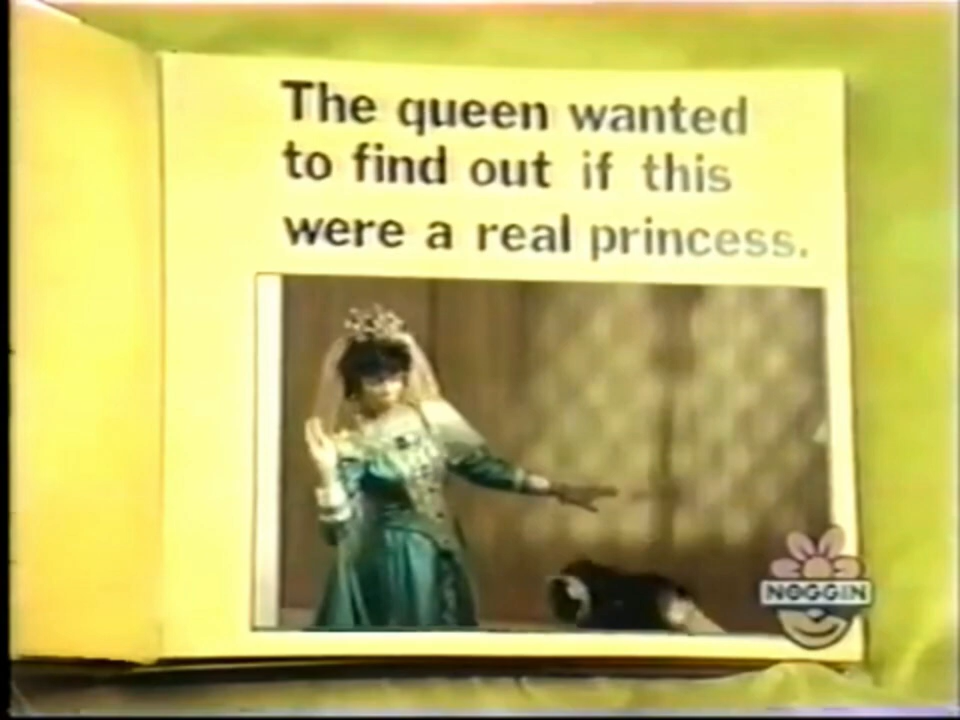 The queen wanted
to find out if this
were a real princess.
NOGGIN